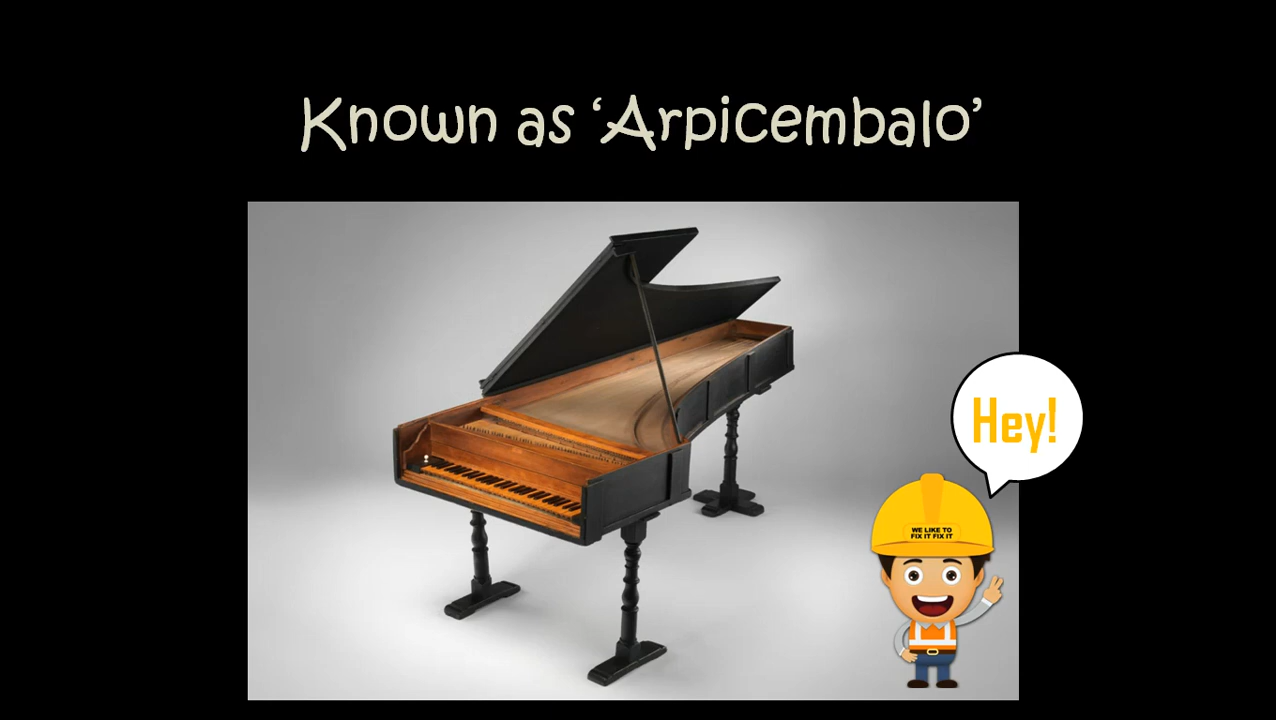 Known as ‘Arpicembalo’
Hey!
WE LIKE TO
FIX IT FIX IT